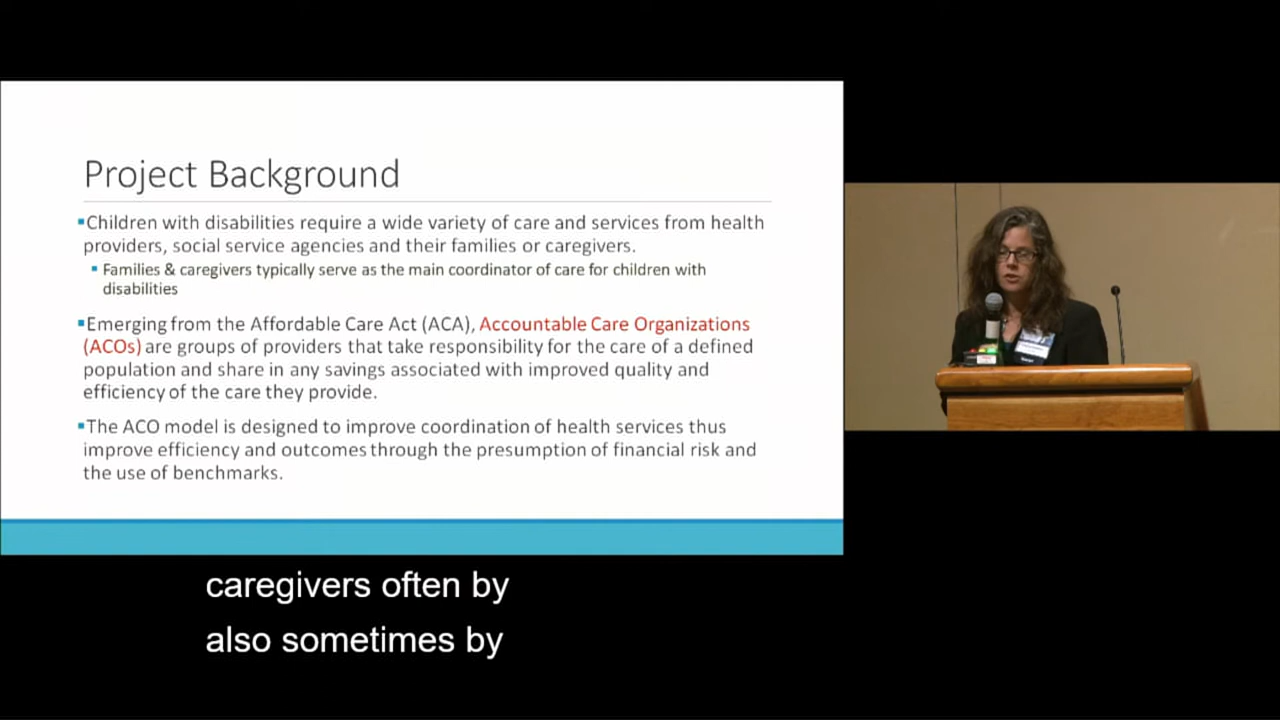 Project Background
▪Children with disabilities require a wide variety of care and services from health
providers, social service agencies and their families or caregivers.
▪ Families & caregivers typically serve as the main coordinator of care for children with
disabilities
▪Emerging from the Affordable Care Act (ACA), Accountable Care Organizations
(ACOs) are groups of providers that take responsibility for the care of a defined
population and share in any savings associated with improved quality and
efficiency of the care they provide.
▪The ACO model is designed to improve coordination of health services thus
improve efficiency and outcomes through the presumption of financial risk and
the use of benchmarks.
caregivers often by
also sometimes by